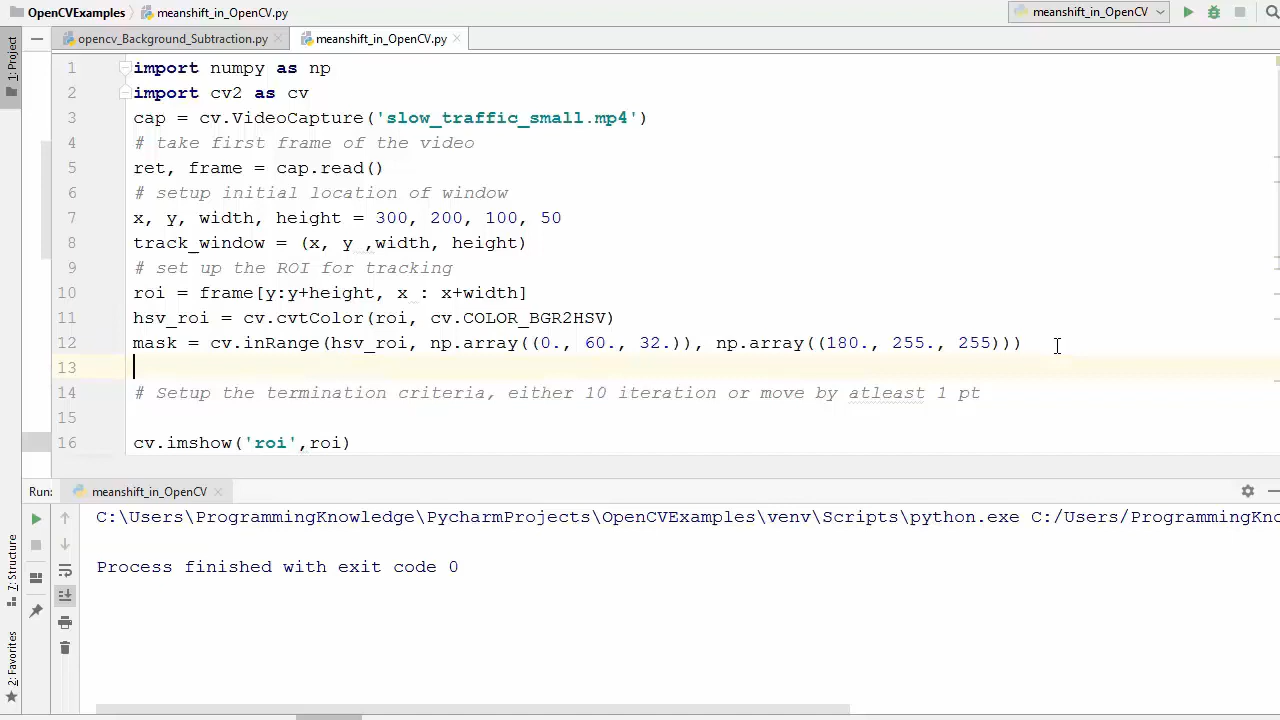 OpenCVExamples meanshift_in_OpenCV.py meanshift_in_OpenCV
opencv_Background_Subtraction.py meanshift_in_OpenCV.py
1: Project
1 import numpy as np
2 import cv2 as cv
3 cap = cv.VideoCapture('slow_traffic_small.mp4')
4 # take first frame of the video
5 ret, frame = cap.read()
6 # setup initial location of window
7 x, y, width, height = 300, 200, 100, 50
8 track_window = (x, y ,width, height)
9 # set up the ROI for tracking
10 roi = frame[y:y+height, x : x+width]
11 hsv_roi = cv.cvtColor(roi, cv.COLOR_BGR2HSV)
12 mask = cv.inRange(hsv_roi, np.array((0., 60., 32.)), np.array((180., 255., 255)))
13
14 # Setup the termination criteria, either 10 iteration or move by atleast 1 pt
15
16 cv.imshow('roi',roi)
Run: meanshift_in_OpenCV
C:\Users\ProgrammingKnowledge\PycharmProjects\OpenCVExamples\venv\Scripts\python.exe C:/Users/ProgrammingKno
Process finished with exit code 0
7: Structure
2: Favorites